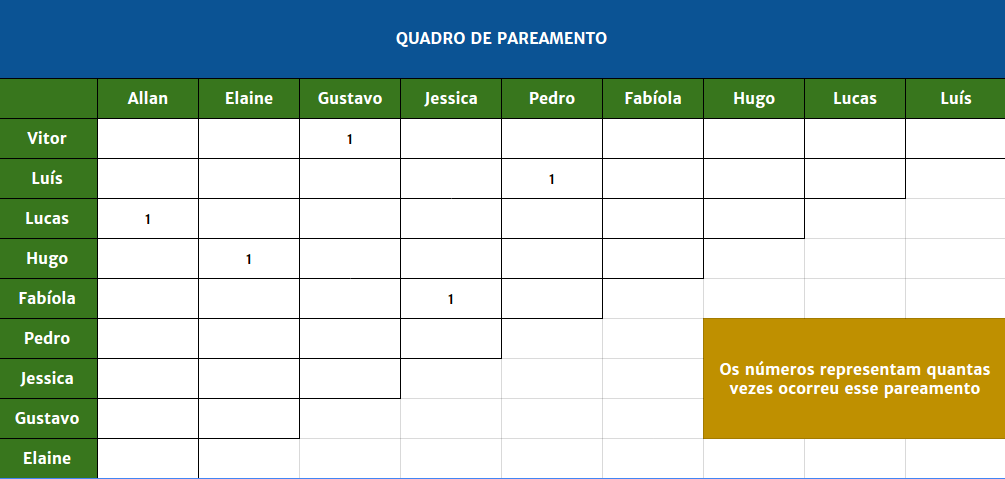 QUADRO DE PAREAMENTO
Allan Elaine Gustavo Jessica Pedro Fabíola Hugo Lucas Luís
Vitor 1
Luís 1
Lucas 1
Hugo 1
Fabíola 1
Pedro
Jessica
Gustavo
Elaine
Os números representam quantas
vezes ocorreu esse pareamento